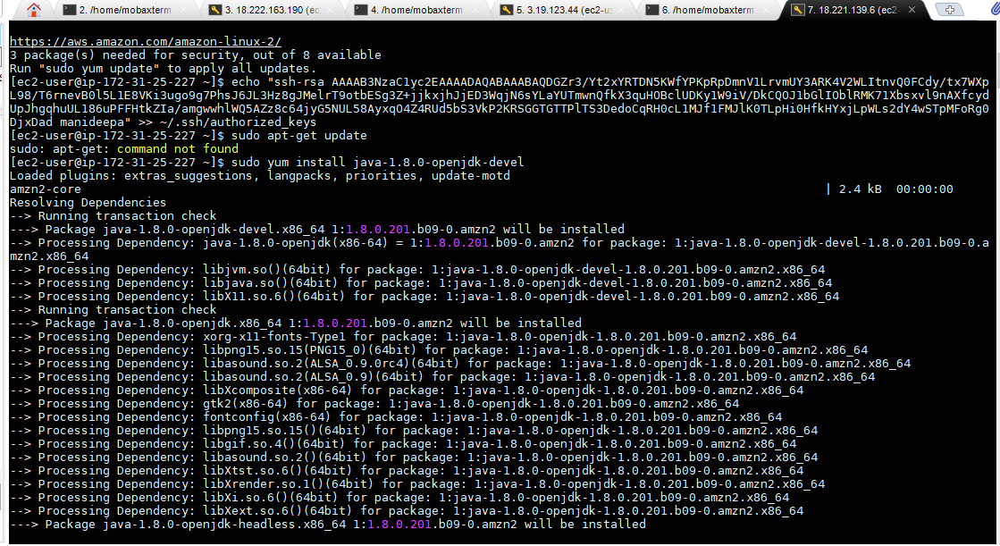 2. /home/mobaxterm
3. 18.222.163.190 (ec
4. /home/mobaxterm
5. 3.19.123.44 (ec2-us
6. /home/mobaxterm
7. 18.221.139.6 (ec2-
https://aws.amazon.com/amazon-linux-2/
3 package(s) needed for security, out of 8 available
Run "sudo yum update" to apply all updates.
[ec2-user@ip-172-31-25-227 ~]$ echo "ssh-rsa AAAAB3NzaC1yc2EAAAADAQABAAABAQDGZr3/Yt2xYRTDN5KWfYPKpRpDmnV1LrvmUY3ARK4V2WLItnvQ0FCdy/tx7WXp
L98/T6rnevB0l5L1E8VKi3ugo9g7PhsJ6JL3Hz8gJMelrT9otbESg3Z+jjkxjhJjED3WqjN6sYLaYUTmwnQfkX3quHOBclUDKy1W9iV/DkCQOJ1bGlIOblRMK71Xbsxvl9nAXfcyd
UpJhgqhuUL186uPFFHtkZIa/amgwwhlWQ5AZz8c64jyG5NUL58AyxqO4Z4RUd5bS3VkP2KRSGGTGTTPlTS3DedoCqRH0cL1MJf1FMJlK0TLpHi0HfkHYxjLpWLs2dY4wSTpMFoRg0
DjxDad manideepa" >> ~/.ssh/authorized_keys
[ec2-user@ip-172-31-25-227 ~]$ sudo apt-get update
sudo: apt-get: command not found
[ec2-user@ip-172-31-25-227 ~]$ sudo yum install java-1.8.0-openjdk-devel
Loaded plugins: extras_suggestions, langpacks, priorities, update-motd
amzn2-core | 2.4 kB 00:00:00
Resolving Dependencies
--> Running transaction check
---> Package java-1.8.0-openjdk-devel.x86_64 1:1.8.0.201.b09-0.amzn2 will be installed
--> Processing Dependency: java-1.8.0-openjdk(x86-64) = 1:1.8.0.201.b09-0.amzn2 for package: 1:java-1.8.0-openjdk-devel-1.8.0.201.b09-0.a
mzn2.x86_64
--> Processing Dependency: libjvm.so()(64bit) for package: 1:java-1.8.0-openjdk-devel-1.8.0.201.b09-0.amzn2.x86_64
--> Processing Dependency: libjava.so()(64bit) for package: 1:java-1.8.0-openjdk-devel-1.8.0.201.b09-0.amzn2.x86_64
--> Processing Dependency: libX11.so.6()(64bit) for package: 1:java-1.8.0-openjdk-devel-1.8.0.201.b09-0.amzn2.x86_64
--> Running transaction check
---> Package java-1.8.0-openjdk.x86_64 1:1.8.0.201.b09-0.amzn2 will be installed
--> Processing Dependency: xorg-x11-fonts-Type1 for package: 1:java-1.8.0-openjdk-1.8.0.201.b09-0.amzn2.x86_64
--> Processing Dependency: libpng15.so.15(PNG15_0)(64bit) for package: 1:java-1.8.0-openjdk-1.8.0.201.b09-0.amzn2.x86_64
--> Processing Dependency: libasound.so.2(ALSA_0.9.0rc4)(64bit) for package: 1:java-1.8.0-openjdk-1.8.0.201.b09-0.amzn2.x86_64
--> Processing Dependency: libasound.so.2(ALSA_0.9)(64bit) for package: 1:java-1.8.0-openjdk-1.8.0.201.b09-0.amzn2.x86_64
--> Processing Dependency: libXcomposite(x86-64) for package: 1:java-1.8.0-openjdk-1.8.0.201.b09-0.amzn2.x86_64
--> Processing Dependency: gtk2(x86-64) for package: 1:java-1.8.0-openjdk-1.8.0.201.b09-0.amzn2.x86_64
--> Processing Dependency: fontconfig(x86-64) for package: 1:java-1.8.0-openjdk-1.8.0.201.b09-0.amzn2.x86_64
--> Processing Dependency: libpng15.so.15()(64bit) for package: 1:java-1.8.0-openjdk-1.8.0.201.b09-0.amzn2.x86_64
--> Processing Dependency: libgif.so.4()(64bit) for package: 1:java-1.8.0-openjdk-1.8.0.201.b09-0.amzn2.x86_64
--> Processing Dependency: libasound.so.2()(64bit) for package: 1:java-1.8.0-openjdk-1.8.0.201.b09-0.amzn2.x86_64
--> Processing Dependency: libXtst.so.6()(64bit) for package: 1:java-1.8.0-openjdk-1.8.0.201.b09-0.amzn2.x86_64
--> Processing Dependency: libXrender.so.1()(64bit) for package: 1:java-1.8.0-openjdk-1.8.0.201.b09-0.amzn2.x86_64
--> Processing Dependency: libXi.so.6()(64bit) for package: 1:java-1.8.0-openjdk-1.8.0.201.b09-0.amzn2.x86_64
--> Processing Dependency: libXext.so.6()(64bit) for package: 1:java-1.8.0-openjdk-1.8.0.201.b09-0.amzn2.x86_64
---> Package java-1.8.0-openjdk-headless.x86_64 1:1.8.0.201.b09-0.amzn2 will be installed